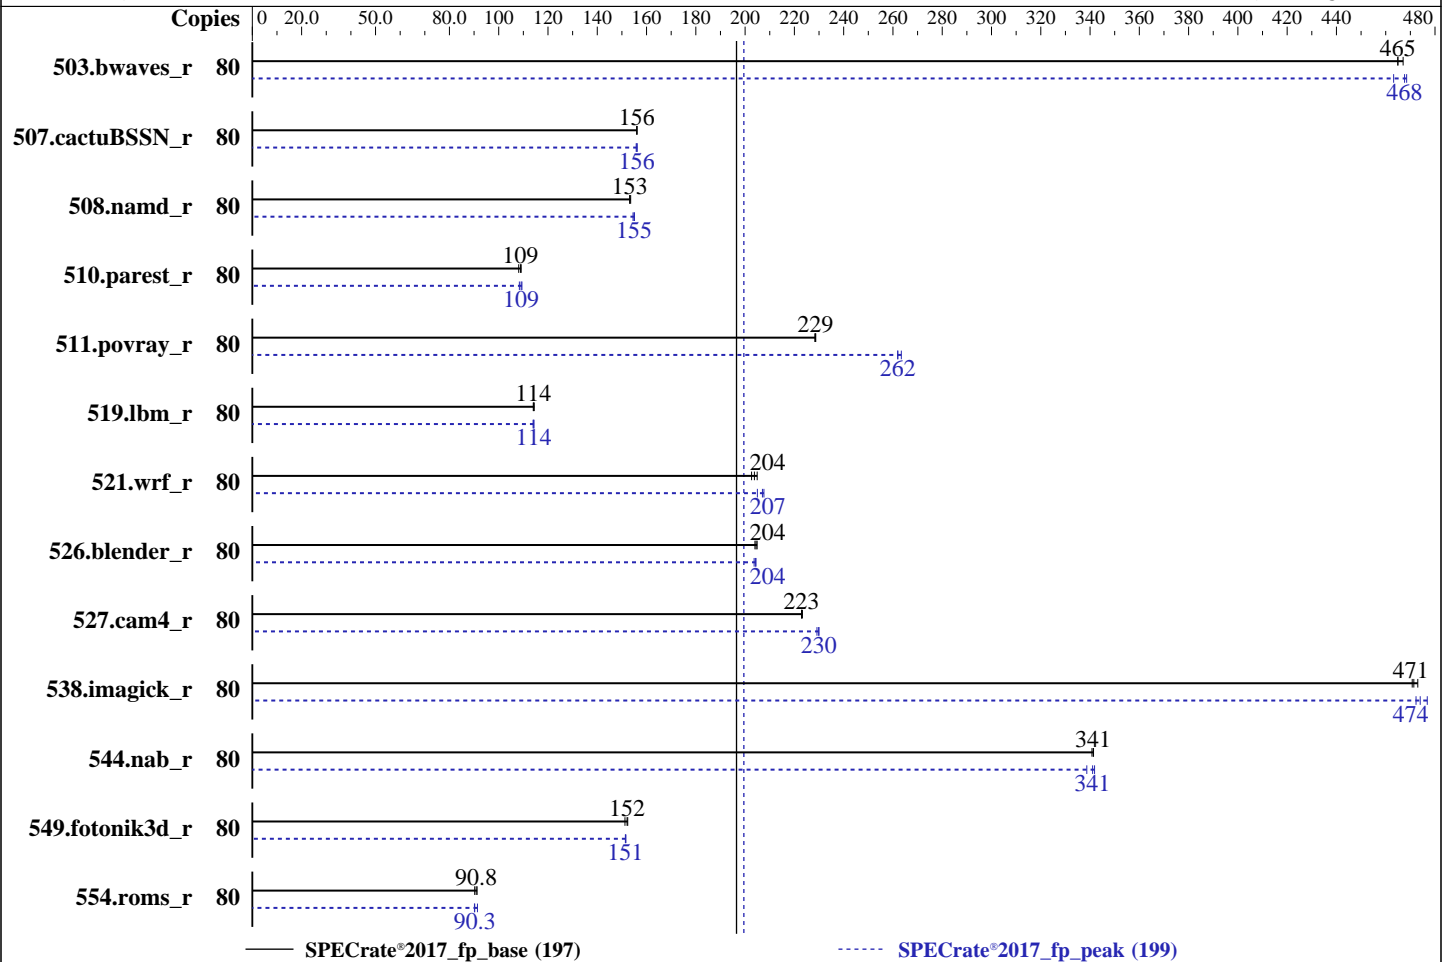 Copies 0 20.0 50.0 80.0 100 120 140 160 180 200 220 240 260 280 300 320 340 360 380 400 420 440 480
465
503.bwaves_r 80
468
156
507.cactuBSSN_r 80
156
153
508.namd_r 80
155
109
510.parest_r 80
109
229
511.povray_r 80
262
114
519.lbm_r 80
114
204
521.wrf_r 80
207
204
526.blender_r 80
204
223
527.cam4_r 80
230
471
538.imagick_r 80
474
341
544.nab_r 80
341
152
549.fotonik3d_r 80
151
90.8
554.roms_r 80
90.3
SPECrate®2017_fp_base (197) SPECrate®2017_fp_peak (199)